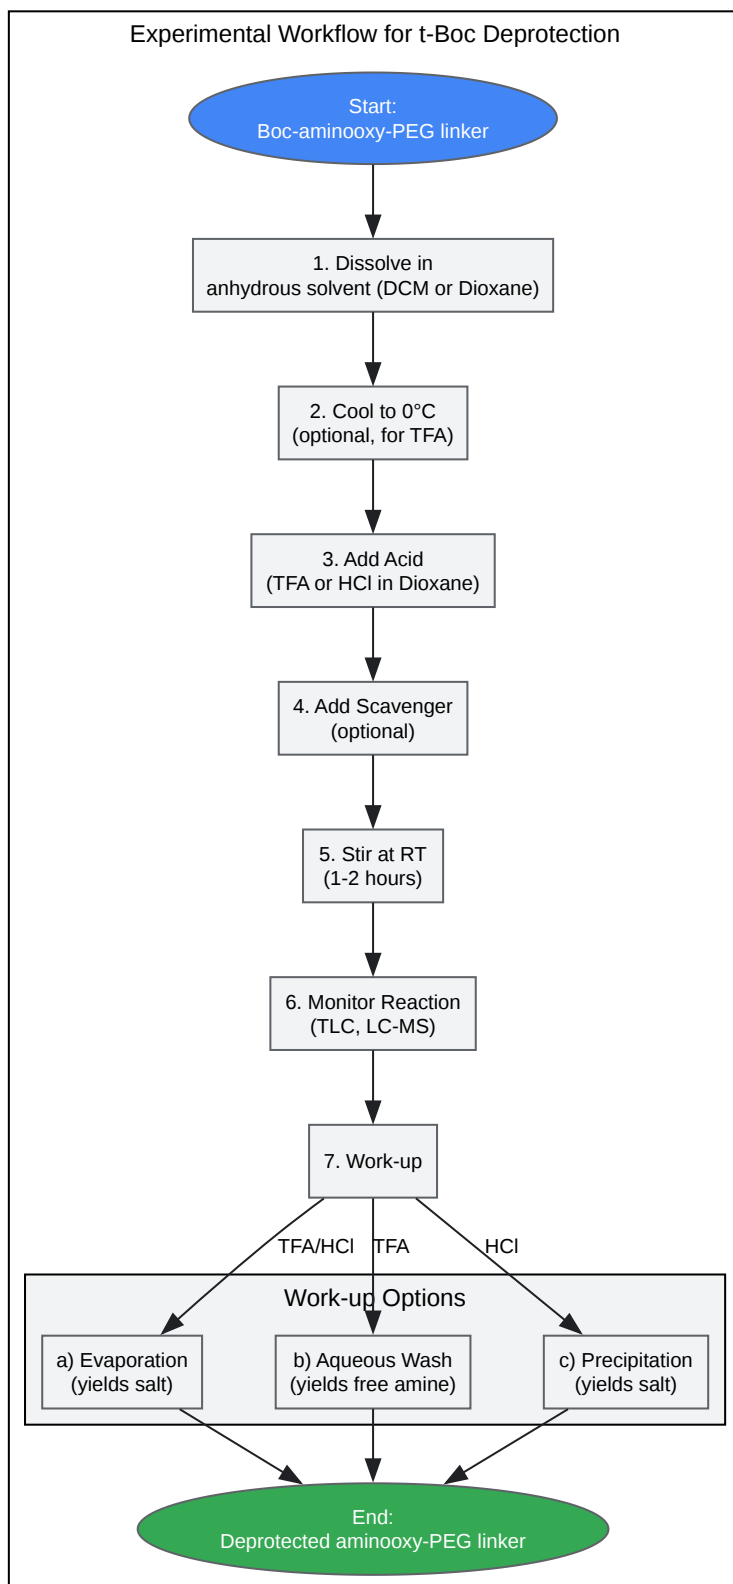 Experimental Workflow for t-Boc Deprotection
Start:
Boc-aminooxy-PEG linker
1. Dissolve in
anhydrous solvent (DCM or Dioxane)
2. Cool to 0°C
(optional, for TFA)
3. Add Acid
(TFA or HCl in Dioxane)
4. Add Scavenger
(optional)
5. Stir at RT
(1-2 hours)
6. Monitor Reaction
(TLC, LC-MS)
7. Work-up
TFA/HCl
TFA
HCl
Work-up Options
a) Evaporation
(yields salt)
b) Aqueous Wash
(yields free amine)
c) Precipitation
(yields salt)
End:
Deprotected aminooxy-PEG linker